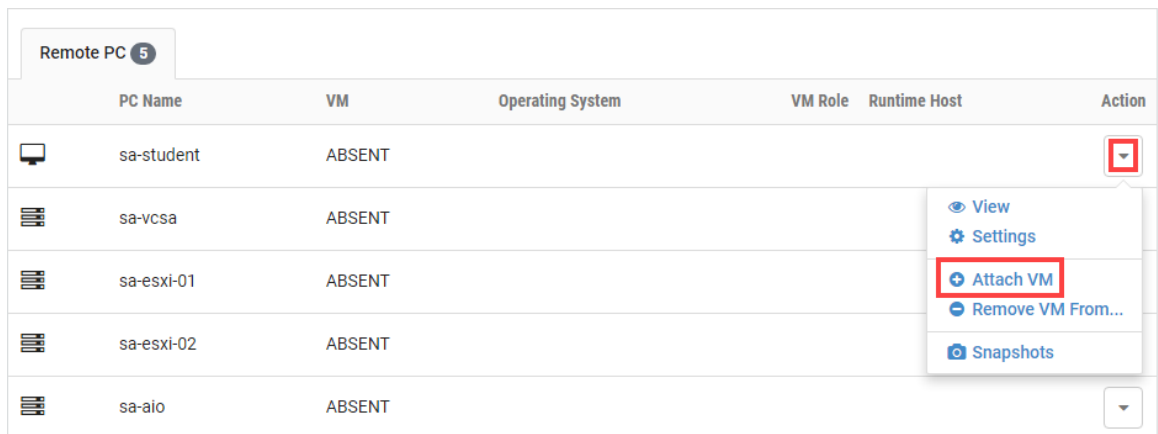 Remote PC 5
PC Name VM Operating System VM Role Runtime Host Action
sa-student ABSENT
View
sa-vcsa ABSENT
Settings
Attach VM
sa-esxi-01 ABSENT
Remove VM From...
sa-esxi-02 ABSENT
Snapshots
sa-aio ABSENT